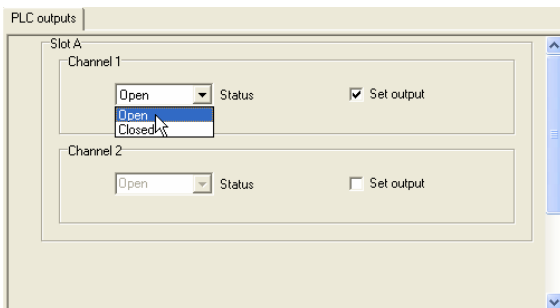 PLC outputs
Slot A
Channel 1
Open Status Set output
Open
Closed
Channel 2
Open Status Set output